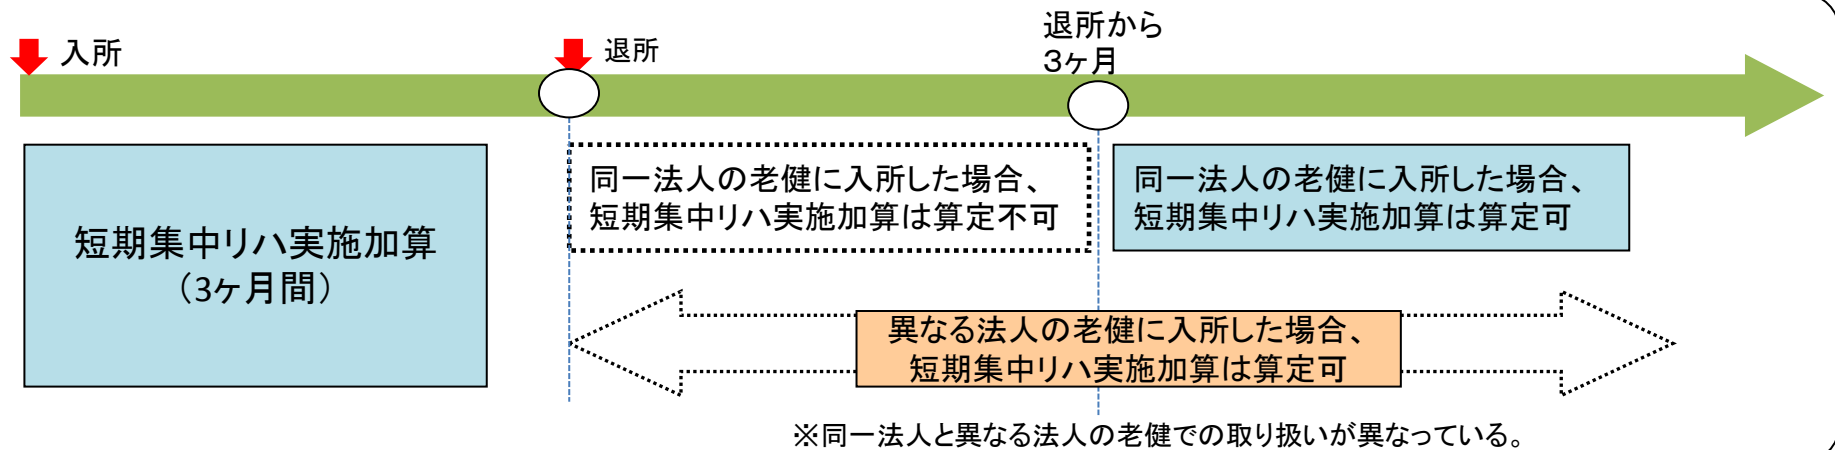 入所
退所
退所から
３ヶ月
短期集中リハ実施加算
（3ヶ月間）
同一法人の老健に入所した場合、
短期集中リハ実施加算は算定不可
同一法人の老健に入所した場合、
短期集中リハ実施加算は算定可
異なる法人の老健に入所した場合、
短期集中リハ実施加算は算定可
※同一法人と異なる法人の老健での取り扱いが異なっている。